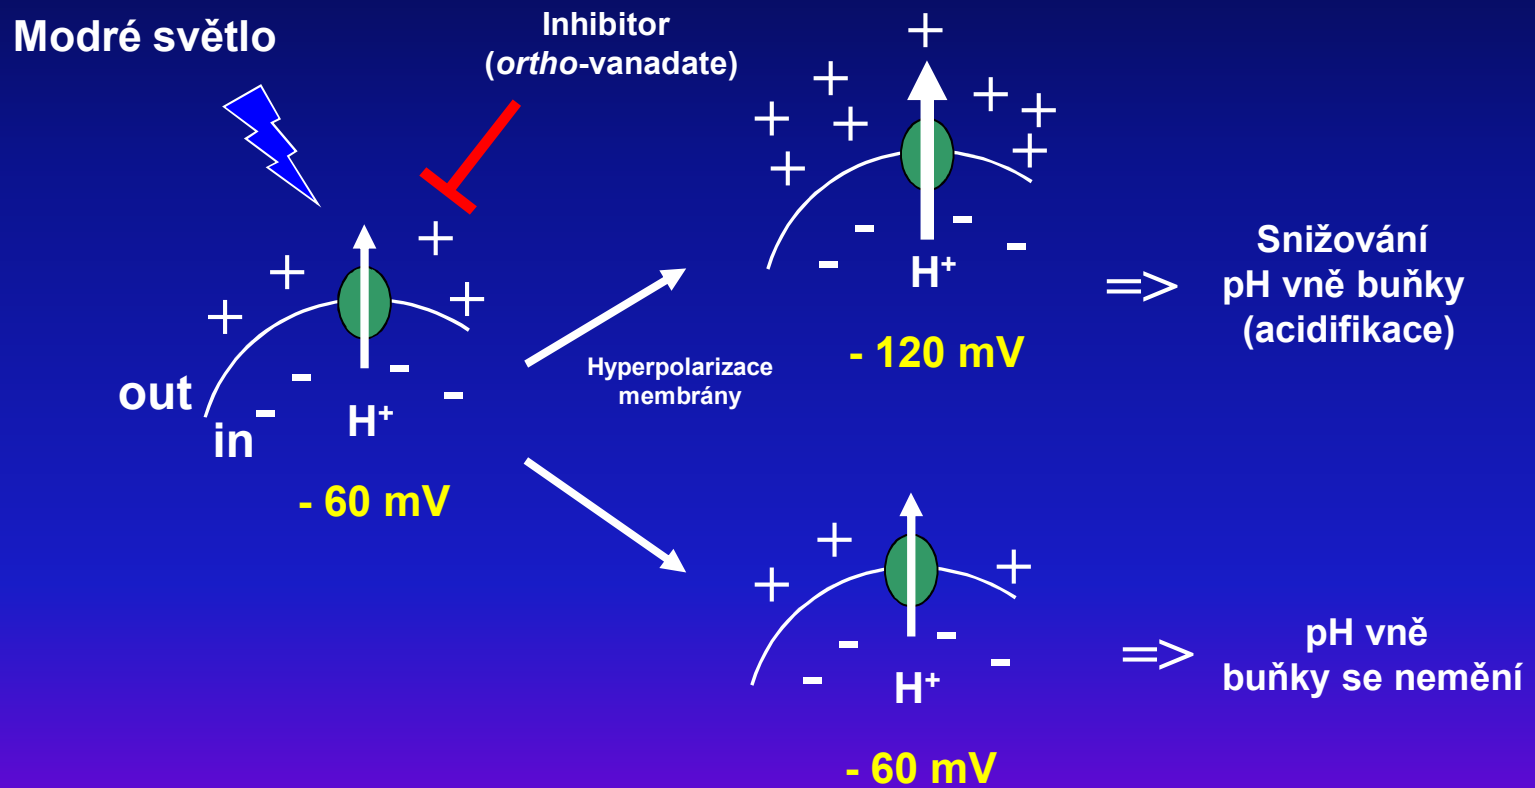 Modré světlo
Inhibitor
(ortho-vanadate)
+
+
+
+
+
+
+
+
+
+
+
+
-
-
-
-
H+
- 120 mV
Snižování
=> pH vně buňky
(acidifikace)
+
+
out
in
-
-
-
-
H+
- 60 mV
Hyperpolarizace
membrány
+
+
+
-
-
-
-
H+
- 60 mV
=>
pH vně
buňky se nemění